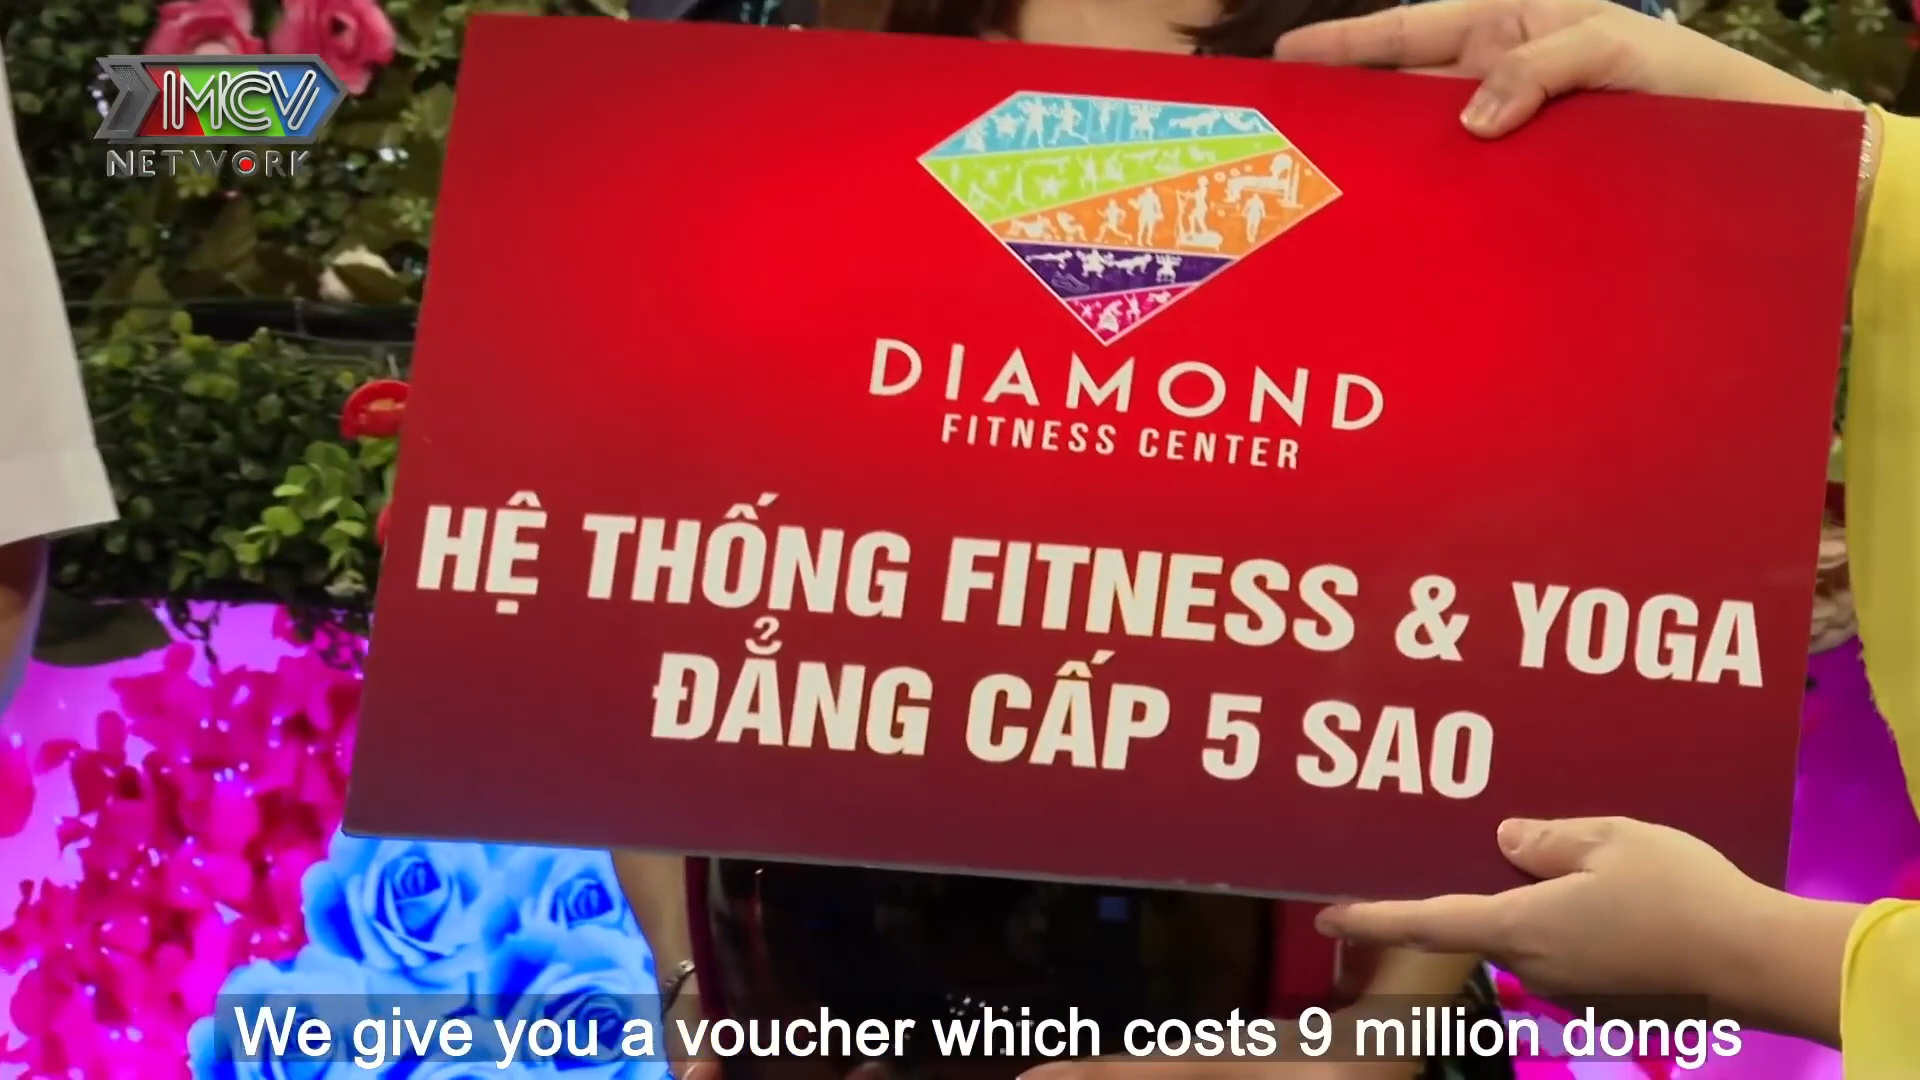 MCV
NETWORK
DIAMOND
FITNESS CENTER
HỆ THỐNG FITNESS & YOGA
ĐẲNG CẤP 5 SAO
We give you a voucher which costs 9 million dongs